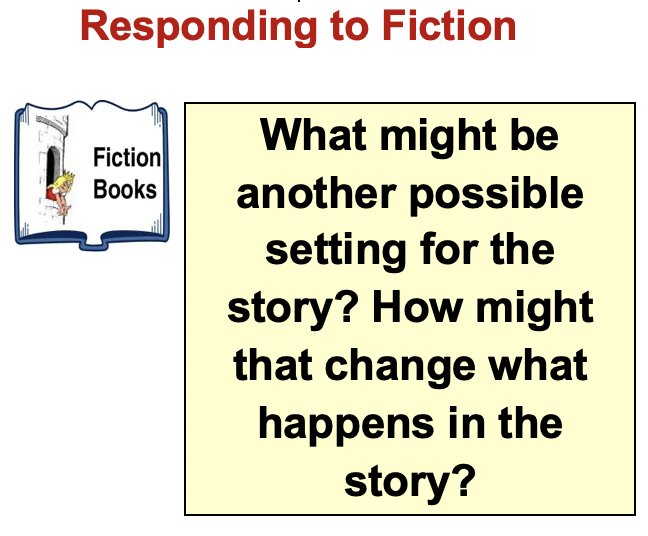 Responding to Fiction
Fiction
Books
What might be
another possible
setting for the
story? How might
that change what
happens in the
story?